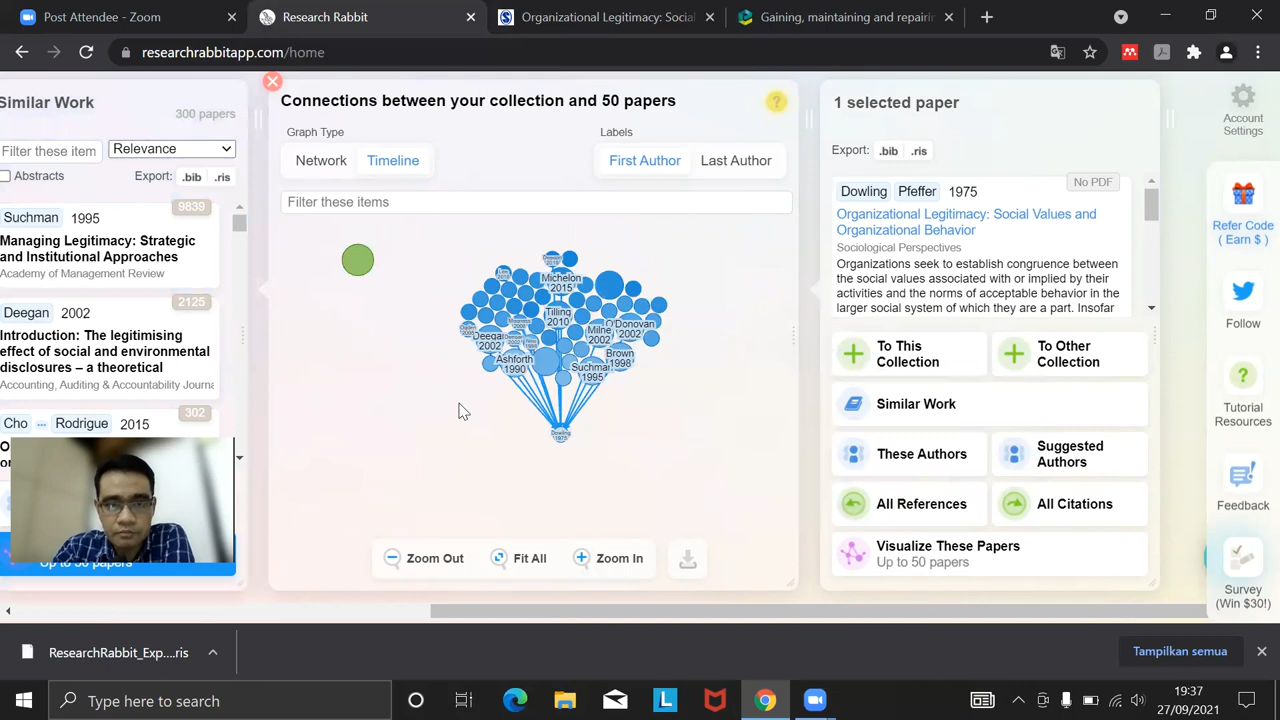 Post Attendee - Zoom
Research Rabbit
Organizational Legitimacy: Socia
Gaining, maintaining and repairin
researchrabbitapp.com/home
Similar Work
300 papers
Filter these item
Relevance
Abstracts
Export: .bib .ris
Suchman 1995
9839
Managing Legitimacy: Strategic
and Institutional Approaches
Academy of Management Review
Deegan 2002
2125
Introduction: The legitimising
effect of social and environmental
disclosures – a theoretical
Accounting, Auditing & Accountability Journa
Cho ... Rodrigue 2015
302
Up to 50 papers
Connections between your collection and 50 papers
?
Graph Type
Labels
Network Timeline
First Author Last Author
Filter these items
Michelon
2015
Tilling
2010
Milne
2002
O'Donovan
2002
Deegan
2002
Ashforth
1990
Brown
1998
Suchman
1995
Dowling
1975
Zoom Out
Fit All
Zoom In
1 selected paper
Export: .bib .ris
Dowling Pfeffer 1975
No PDF
Organizational Legitimacy: Social Values and
Organizational Behavior
Sociological Perspectives
Organizations seek to establish congruence between
the social values associated with or implied by their
activities and the norms of acceptable behavior in the
larger social system of which they are a part. Insofar
To This
Collection
To Other
Collection
Similar Work
These Authors
Suggested
Authors
All References
All Citations
Visualize These Papers
Up to 50 papers
Account
Settings
Refer Code
( Earn $ )
Follow
?
Tutorial
Resources
Feedback
Survey
(Win $30!)
ResearchRabbit_Exp....ris
Tampilkan semua
Type here to search
L
19:37
27/09/2021